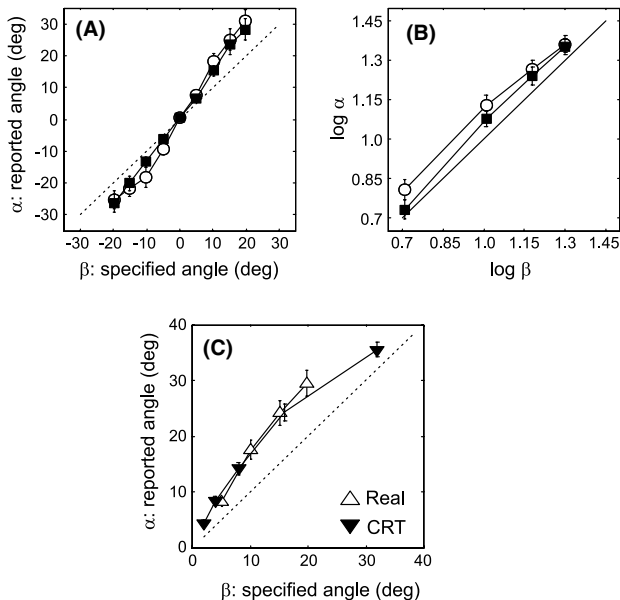 (A)
30
20
10
0
-10
-20
-30
-30 -20 -10 0 10 20 30
α: reported angle (deg)
β: specified angle (deg)
(B)
1.45
1.3
1.15
1.0
0.85
0.7
0.7 0.85 1.0 1.15 1.3 1.45
log α
log β
(C)
40
30
20
10
0
0 10 20 30 40
α: reported angle (deg)
β: specified angle (deg)
Real
CRT